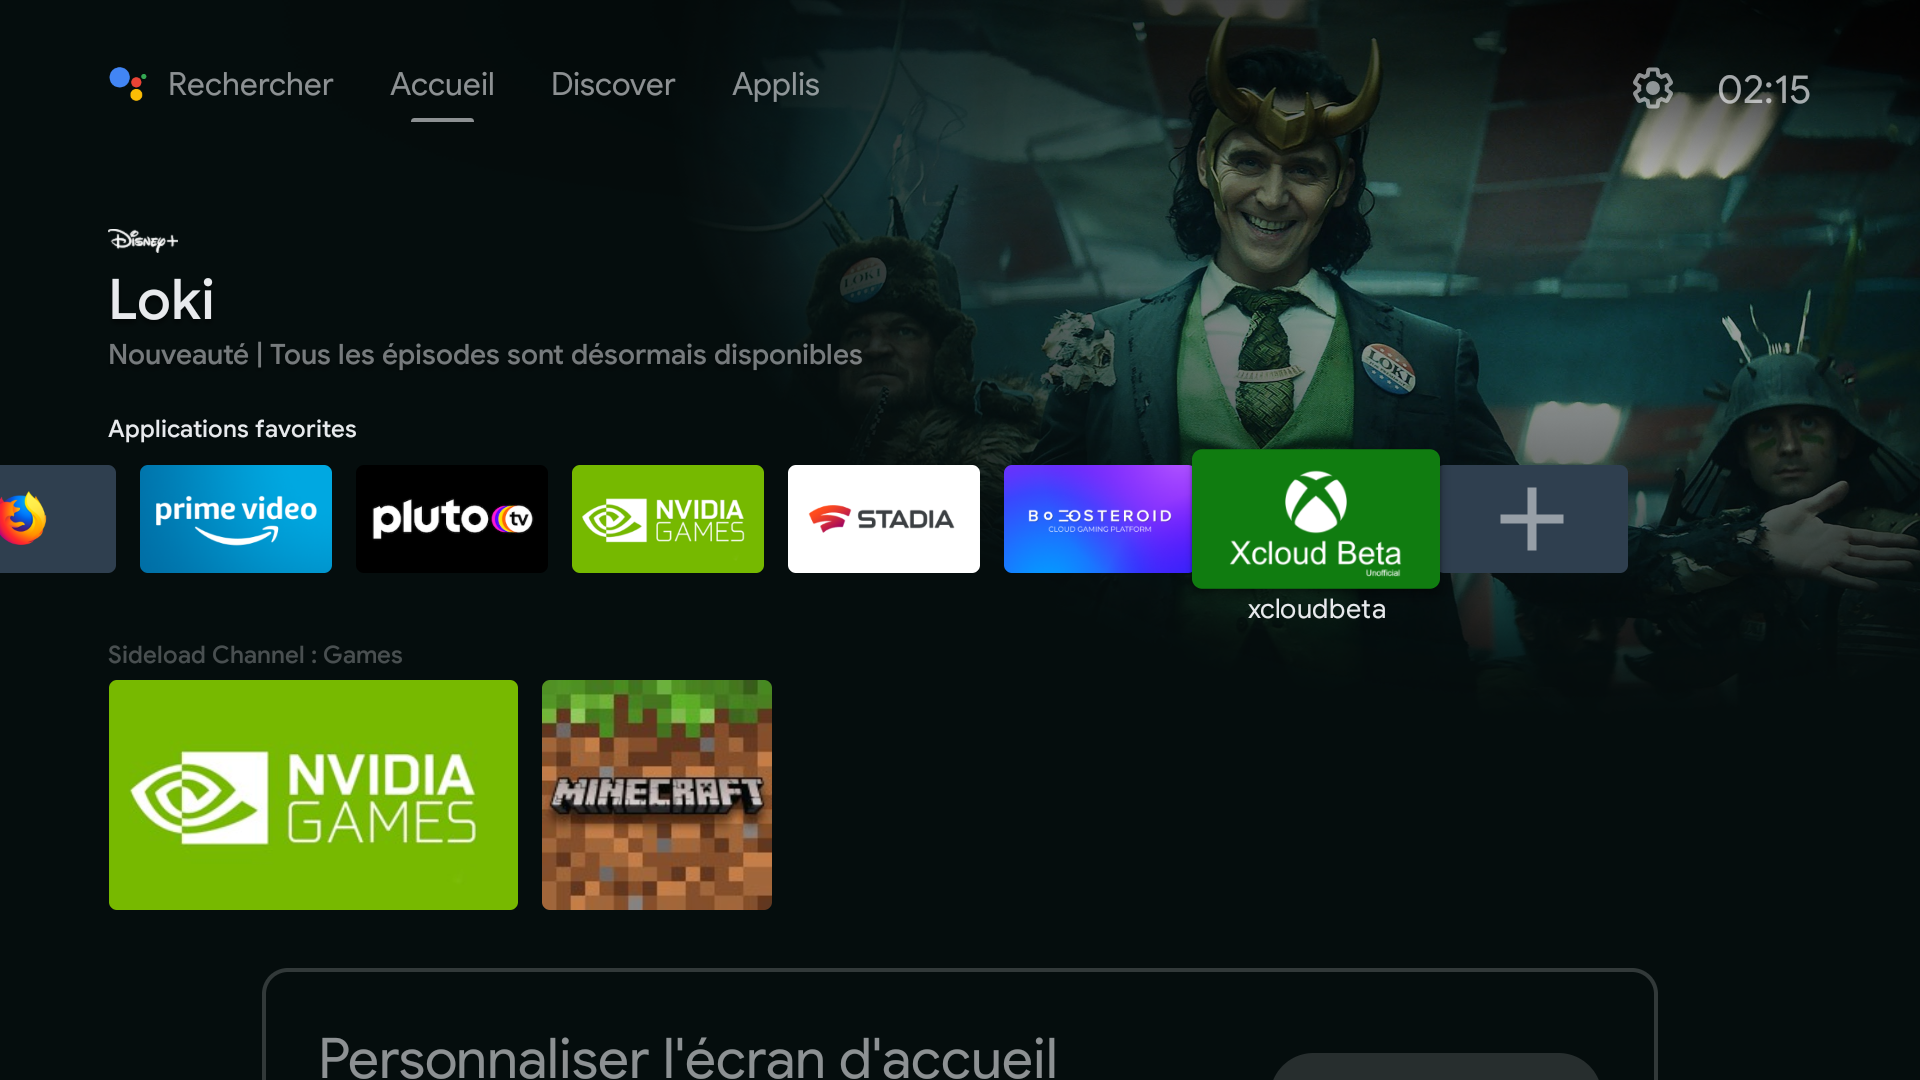 Rechercher
Accueil
Discover
Applis
02:15
Disney+
Loki
Nouveauté | Tous les épisodes sont désormais disponibles
LOKI
LOKI
Applications favorites
prime video
pluto tv
NVIDIA
GAMES
STADIA
BOOSTEROID
CLOUD GAMING PLATFORM
Xcloud Beta
Unofficial
xcloudbeta
Sideload Channel : Games
NVIDIA
GAMES
MINECRAFT
Personnaliser l'écran d'accueil